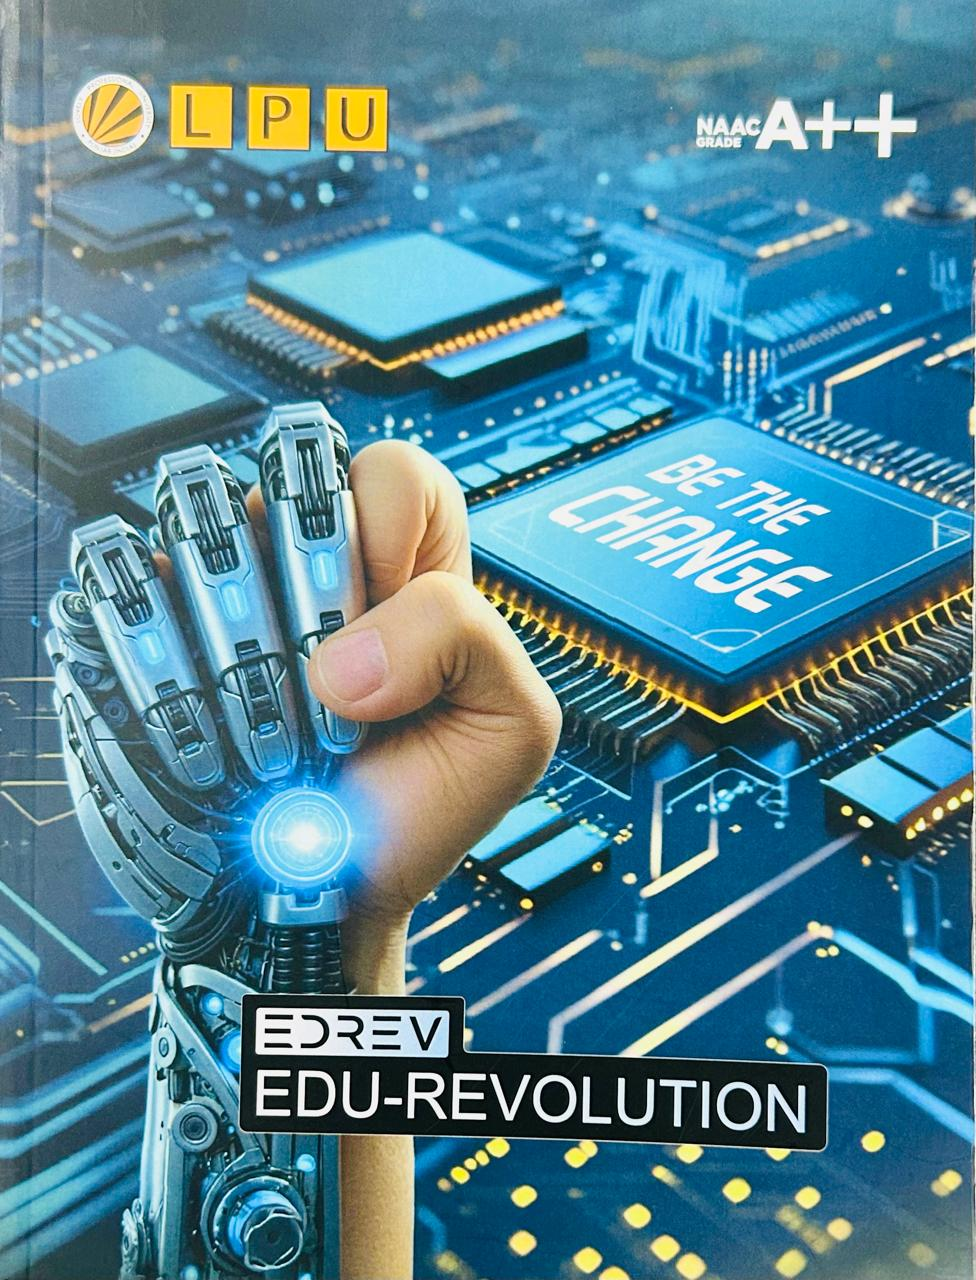 LPU
NAAC
GRADE
A++
BE THE
CHANGE
EDREV
EDU-REVOLUTION